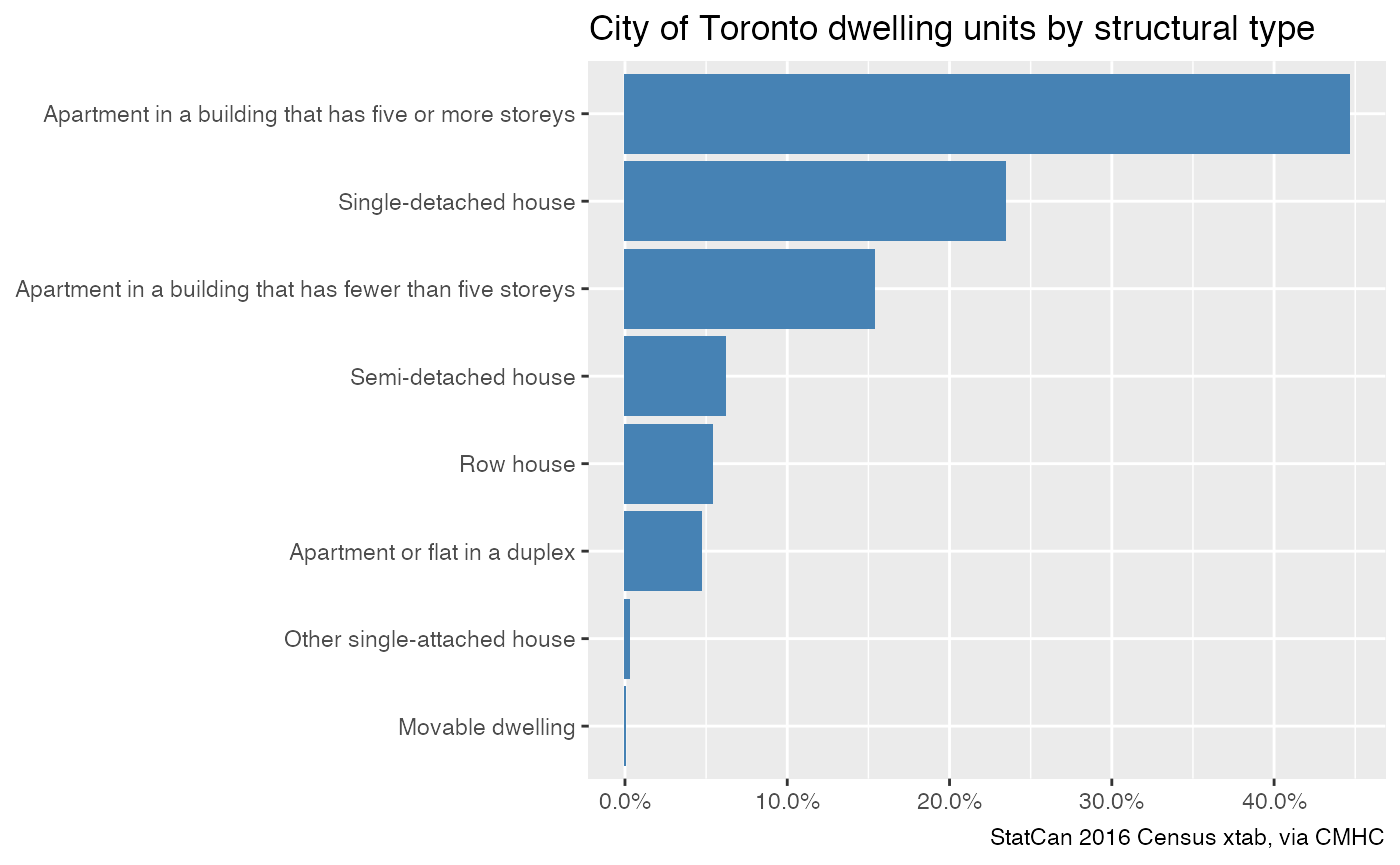 City of Toronto dwelling units by structural type
Apartment in a building that has five or more storeys
Single-detached house
Apartment in a building that has fewer than five storeys
Semi-detached house
Row house
Apartment or flat in a duplex
Other single-attached house
Movable dwelling
0.0% 10.0% 20.0% 30.0% 40.0%
StatCan 2016 Census xtab, via CMHC